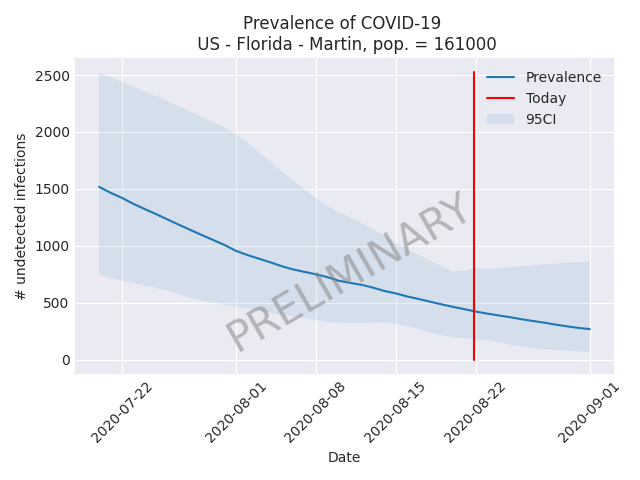 Prevalence of COVID-19
US - Florida - Martin, pop. = 161000
Prevalence
Today
95CI
PRELIMINARY
# undetected infections
2500
2000
1500
1000
500
0
2020-07-22
2020-08-01
2020-08-08
2020-08-15
2020-08-22
2020-09-01
Date